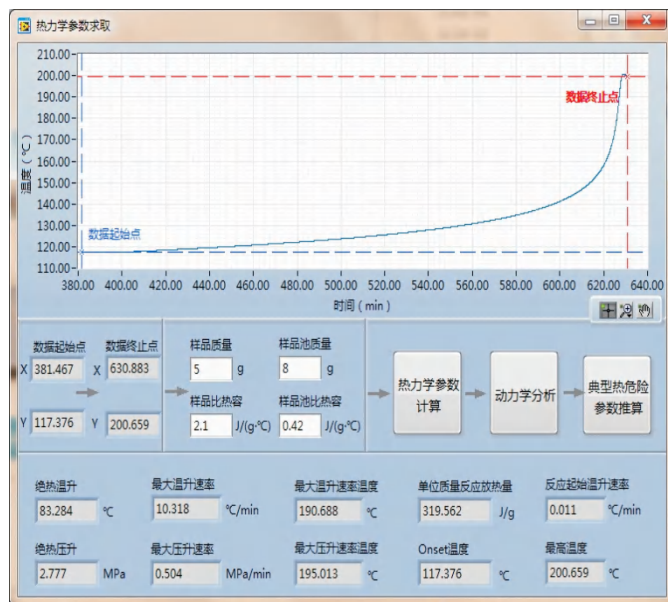 热力学参数求取
210.00
200.00
190.00
180.00
170.00
160.00
150.00
140.00
130.00
120.00
110.00
温度（℃）
数据终止点
数据起始点
380.00 400.00 420.00 440.00 460.00 480.00 500.00 520.00 540.00 560.00 580.00 600.00 620.00 640.00
时间（min）
数据起始点 数据终止点 样品质量 样品池质量
X 381.467 X 630.883 5 g 8 g
热力学参数计算 动力学分析 典型热危险参数推算
样品比热容 样品池比热容
Y 117.376 Y 200.659 2.1 J/(g·℃) 0.42 J/(g·℃)
绝热温升 最大温升速率 最大温升速率温度 单位质量反应放热量 反应起始温升速率
83.284 ℃ 10.318 ℃/min 190.688 ℃ 319.562 J/g 0.011 ℃/min
绝热压升 最大压升速率 最大压升速率温度 Onset温度 最高温度
2.777 MPa 0.504 MPa/min 195.013 ℃ 117.376 ℃ 200.659 ℃